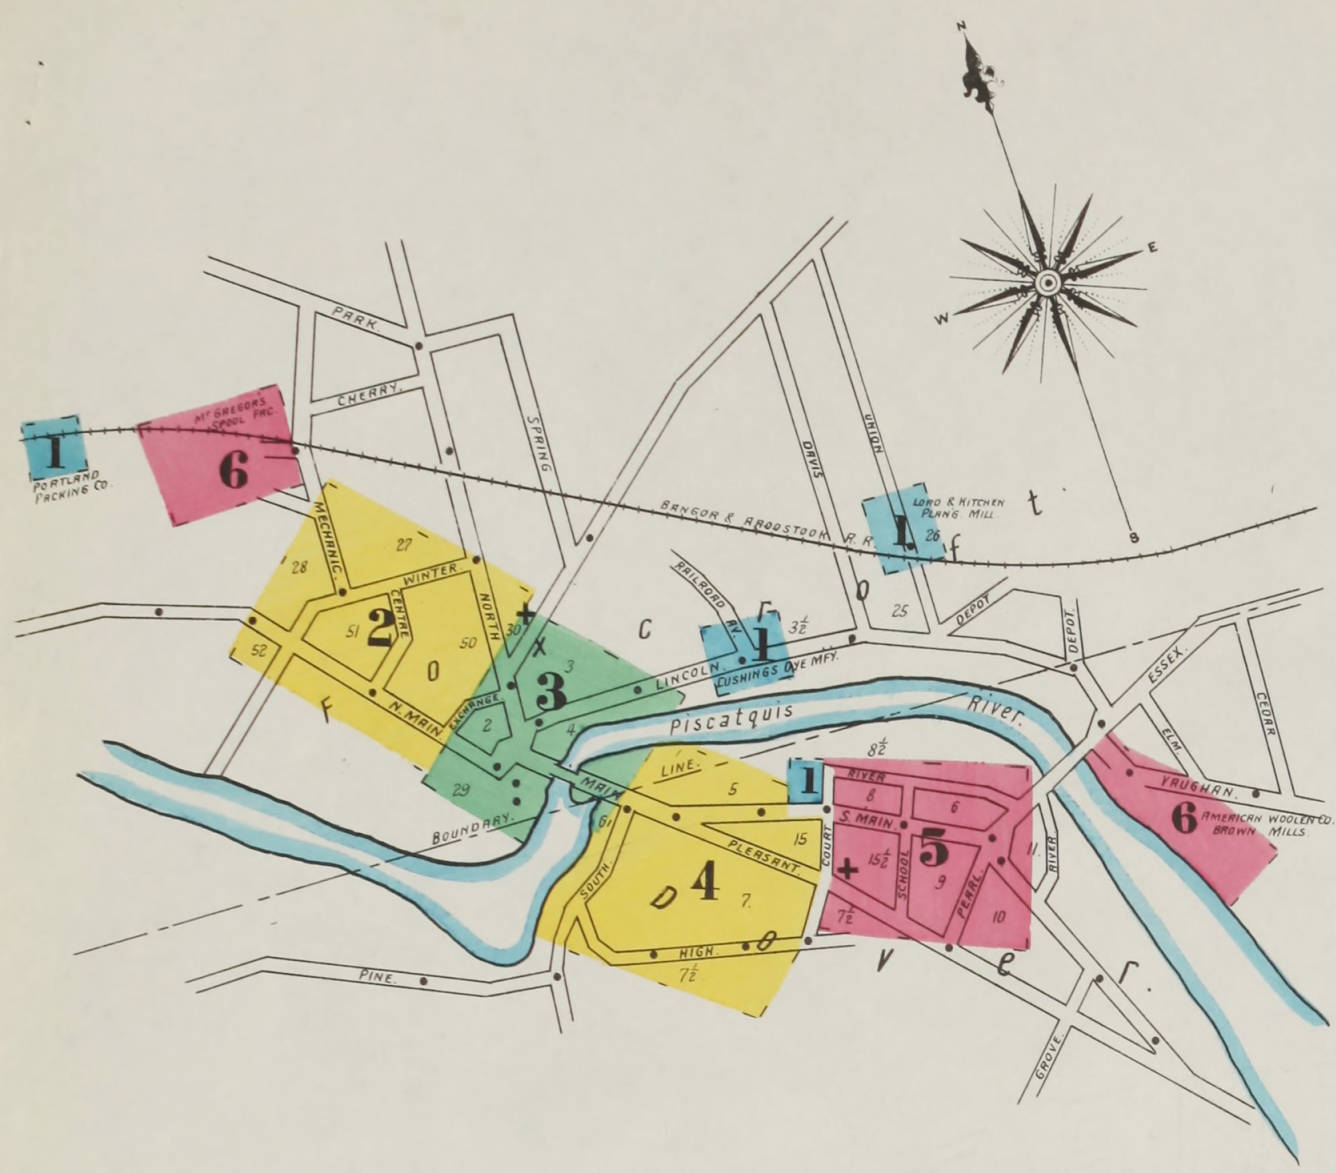 N
E
W
S
PARK.
CHERRY.
SPRING
Mc GREGOR'S
SPOOL FAC.
6
1
PORTLAND
PACKING CO.
MECHANIC.
DAVIS
UNION
BANGOR & AROOSTOOK R.R.
LORD & KITCHEN
PLANG. MILL.
1
26
F o x c r o f t
27
28
WINTER.
CENTRE
NORTH
2
51
50
52
30
N. MAIN
EXCHANGE
3
3
2
4
29
RAILROAD AV.
3½
1
LINCOLN.
CUSHINGS DYE MFY.
25
DEPOT
DEPOT.
ESSEX.
CEDAR
ELM.
Piscatquis River.
BOUNDARY. LINE.
MAIN
61
5
1
8½
RIVER
8
6
S. MAIN.
15
PLEASANT.
COURT
15½
SCHOOL
5
9
PEARL.
11
RIVER
10
7½
VAUGHAN.
6
AMERICAN WOOLEN CO.
BROWN MILLS.
SOUTH.
4
7
HIGH.
7½
D o v e r.
PINE.
GROVE.